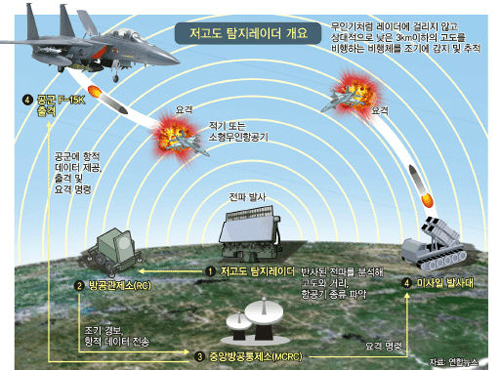 저고도 탐지레이더 개요
무인기처럼 레이더에 걸리지 않고
상대적으로 낮은 3km이하의 고도를
비행하는 비행체를 조기에 감지 및 추적
④ 공군 F-15K
출격
요격
적기 또는
소형무인항공기
요격
공군에 항적
데이터 제공,
출격 및
요격 명령
전파 발사
① 저고도 탐지레이더
반사된 전파를 분석해
고도와 거리,
항공기 종류 파악
② 방공관제소(RC)
④ 미사일 발사대
조기 경보,
항적 데이터 전송
③ 중앙방공통제소(MCRC)
요격 명령
자료: 연합뉴스